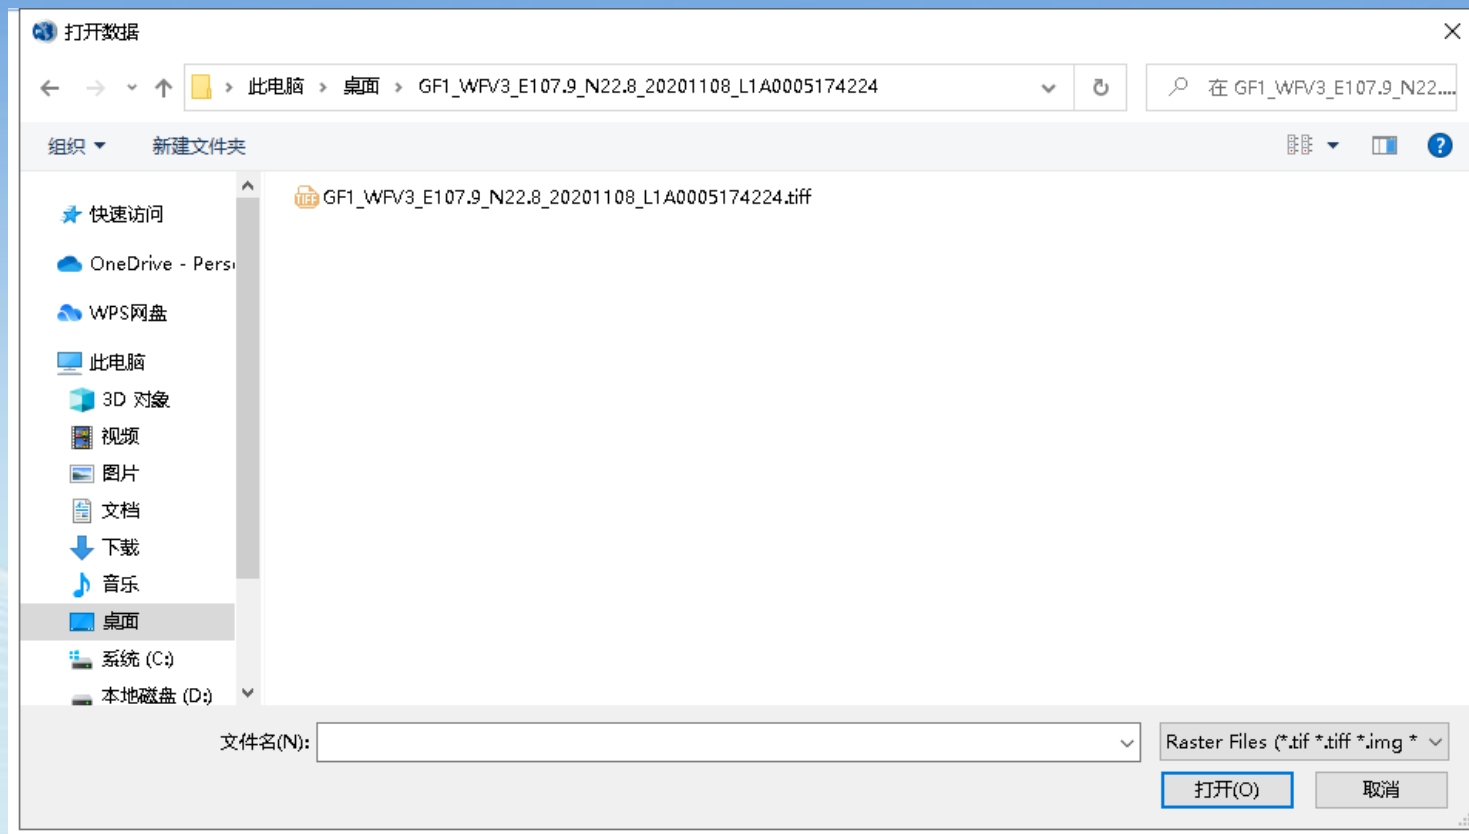 打开数据
此电脑 > 桌面 > GF1_WFV3_E107.9_N22.8_20201108_L1A0005174224
在 GF1_WFV3_E107.9_N22....
组织
新建文件夹
快速访问
GF1_WFV3_E107.9_N22.8_20201108_L1A0005174224.tiff
OneDrive - Pers
WPS网盘
此电脑
3D 对象
视频
图片
文档
下载
音乐
桌面
系统 (C:)
本地磁盘 (D:)
文件名(N):
Raster Files (*.tif *.tiff *.img *
打开(O)
取消